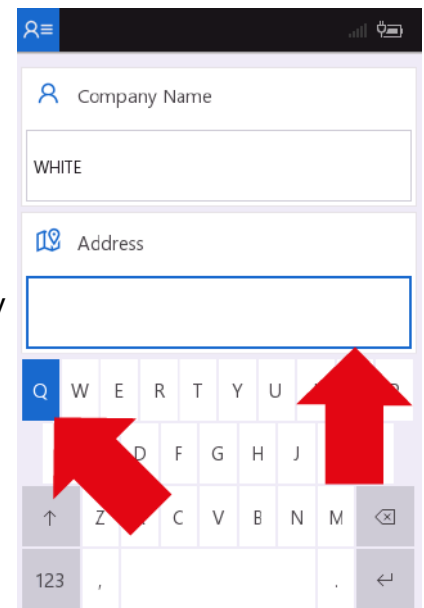 Company Name
WHITE
Address
y
Q W E R T Y U
D F G H J
Z C V B N M
123 , .